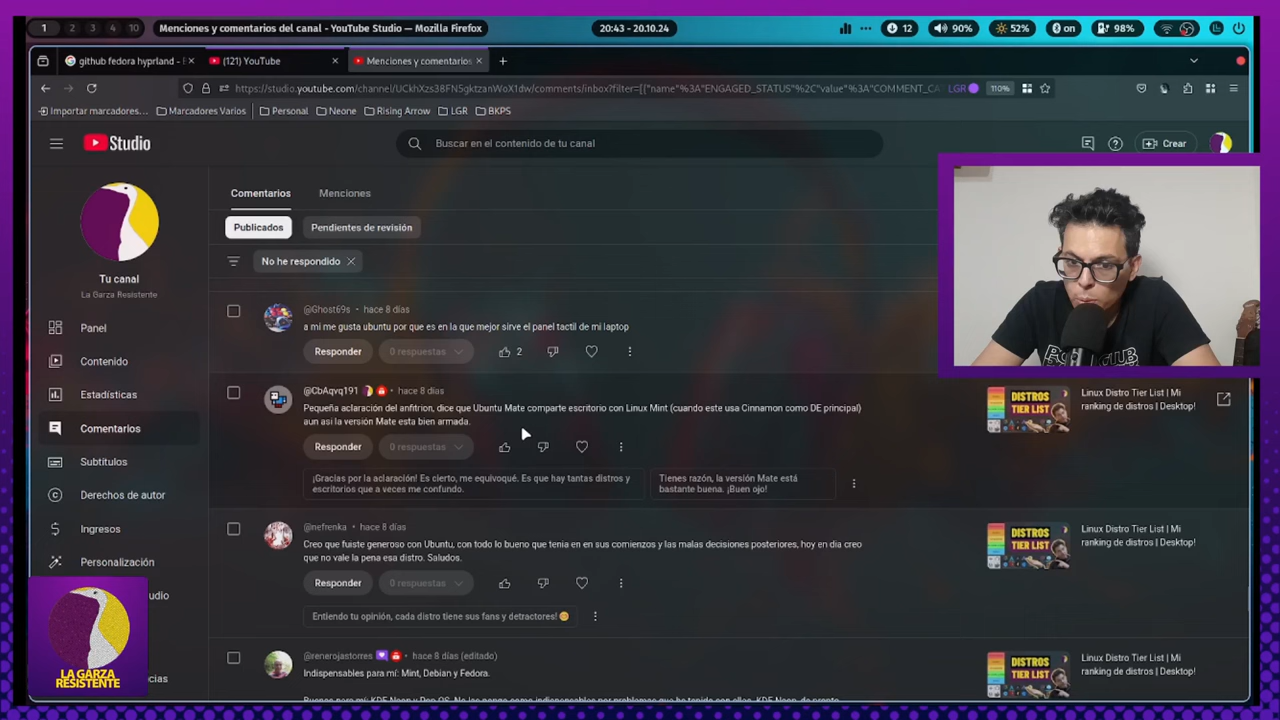 1 2 3 4 10 Menciones y comentarios del canal - YouTube Studio — Mozilla Firefox 20:43 - 20.10.24 12 90% 52% on 98%
github fedora hyprland - (121) YouTube Menciones y comentarios
https://studio.youtube.com/channel/ LGR 110%
Importar marcadores... Marcadores Varios Personal Neone Rising Arrow LGR BKPS
Studio Buscar en el contenido de tu canal Crear
Comentarios Menciones
Publicados Pendientes de revisión
No he respondido
Tu canal
La Garza Resistente
Panel
Contenido
Estadísticas
Comentarios
Subtítulos
Derechos de autor
Ingresos
Personalización
udio
cias
LA GARZA
RESISTENTE
@Ghost69s • hace 8 días
a mi me gusta ubuntu por que es en la que mejor sirve el panel tactil de mi laptop
Responder 0 respuestas 2
@CbAqvq191 • hace 8 días
Pequeña aclaración del anfitrion, dice que Ubuntu Mate comparte escritorio con Linux Mint (cuando este usa Cinnamon como DE principal)
aun asi la versión Mate esta bien armada.
Responder 0 respuestas
¡Gracias por la aclaración! Es cierto, me equivoqué. Es que hay tantas distros y
escritorios que a veces me confundo.
Tienes razón, la versión Mate está
bastante buena. ¡Buen ojo!
DISTROS
TIER LIST
Linux Distro Tier List | Mi
ranking de distros | Desktop!
@nefrenka • hace 8 días
Creo que fuiste generoso con Ubuntu, con todo lo bueno que tenia en en sus comienzos y las malas decisiones posteriores, hoy en dia creo
que no vale la pena esa distro. Saludos.
Responder 0 respuestas
Entiendo tu opinión, cada distro tiene sus fans y detractores!
DISTROS
TIER LIST
Linux Distro Tier List | Mi
ranking de distros | Desktop!
@renerojastorres • hace 8 días (editado)
Indispensables para mí: Mint, Debian y Fedora.
DISTROS
TIER LIST
Linux Distro Tier List | Mi
ranking de distros | Desktop!